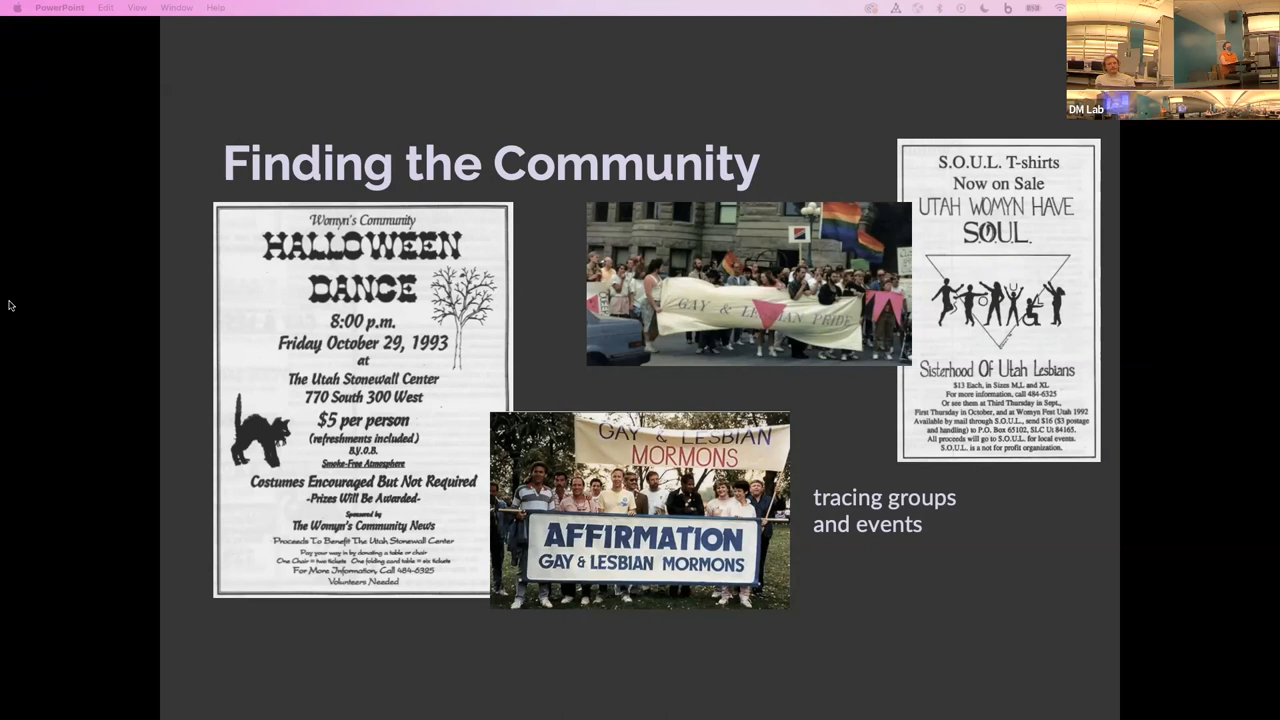 PowerPoint Edit View Window Help
DM Lab
Finding the Community
Womyn's Community
HALLOWEEN
DANCE
8:00 p.m.
Friday October 29, 1993
at
The Utah Stonewall Center
770 South 300 West
$5 per person
(refreshments included)
B.Y.O.B.
Smoke-Free Atmosphere
Costumes Encouraged But Not Required
-Prizes Will Be Awarded-
Sponsored by
The Womyn's Community News
Proceeds To Benefit The Utah Stonewall Center
Pay your way in by donating a table or chair
One Chair = two tickets One folding card table = six tickets
For More Information, Call 484-6325
Volunteers Needed
GAY & LESBIAN PRIDE
GAY & LESBIAN
MORMONS
AFFIRMATION
GAY & LESBIAN MORMONS
S.O.U.L. T-shirts
Now on Sale
UTAH WOMYN HAVE
S.O.U.L.
Sisterhood Of Utah Lesbians
$13 Each, in Sizes M,L and XL
For more information, call 484-6325
Or see them at Third Thursday in Sept.,
First Thursday in October, and at Womyn Fest Utah 1992
Available by mail through S.O.U.L., send $16 ($3 postage
and handling) to P.O. Box 65102, SLC Ut 84165.
All proceeds will go to S.O.U.L. for local events.
S.O.U.L. is a not for profit organization.
tracing groups
and events